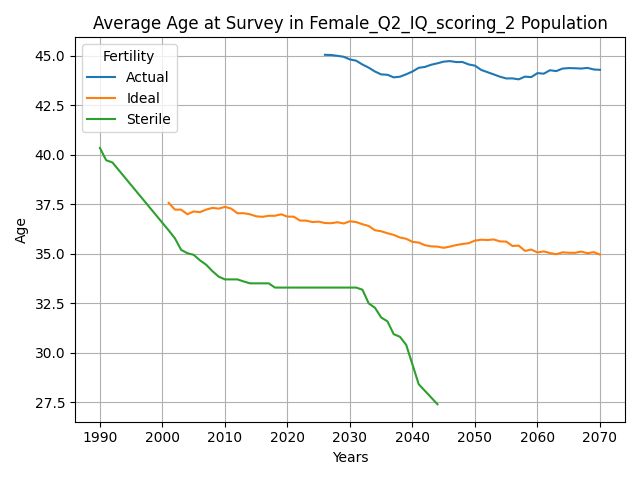 Average Age at Survey in Female_Q2_IQ_scoring_2 Population
Fertility
Actual
Ideal
Sterile
Age
45.0
42.5
40.0
37.5
35.0
32.5
30.0
27.5
1990 2000 2010 2020 2030 2040 2050 2060 2070
Years